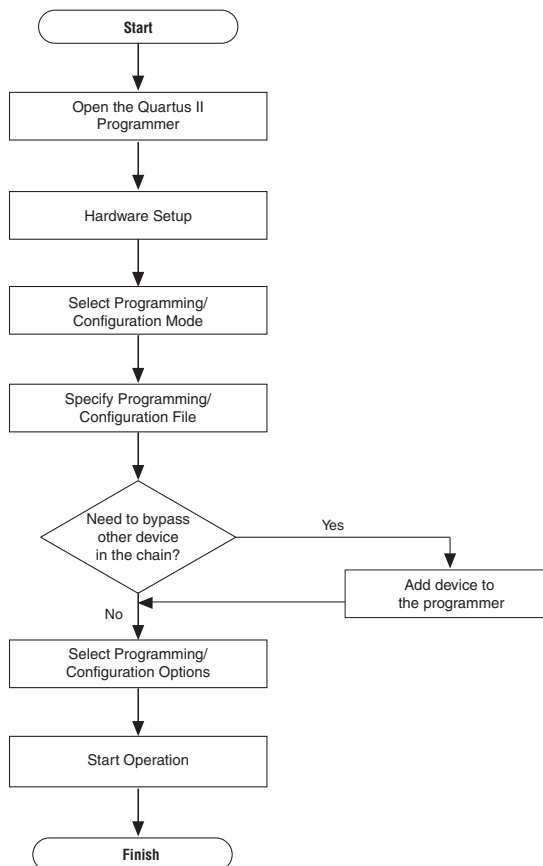 Start
Open the Quartus II
Programmer
Hardware Setup
Select Programming/
Configuration Mode
Specify Programming/
Configuration File
Need to bypass
other device
in the chain?
Yes
Add device to
the programmer
No
Select Programming/
Configuration Options
Start Operation
Finish